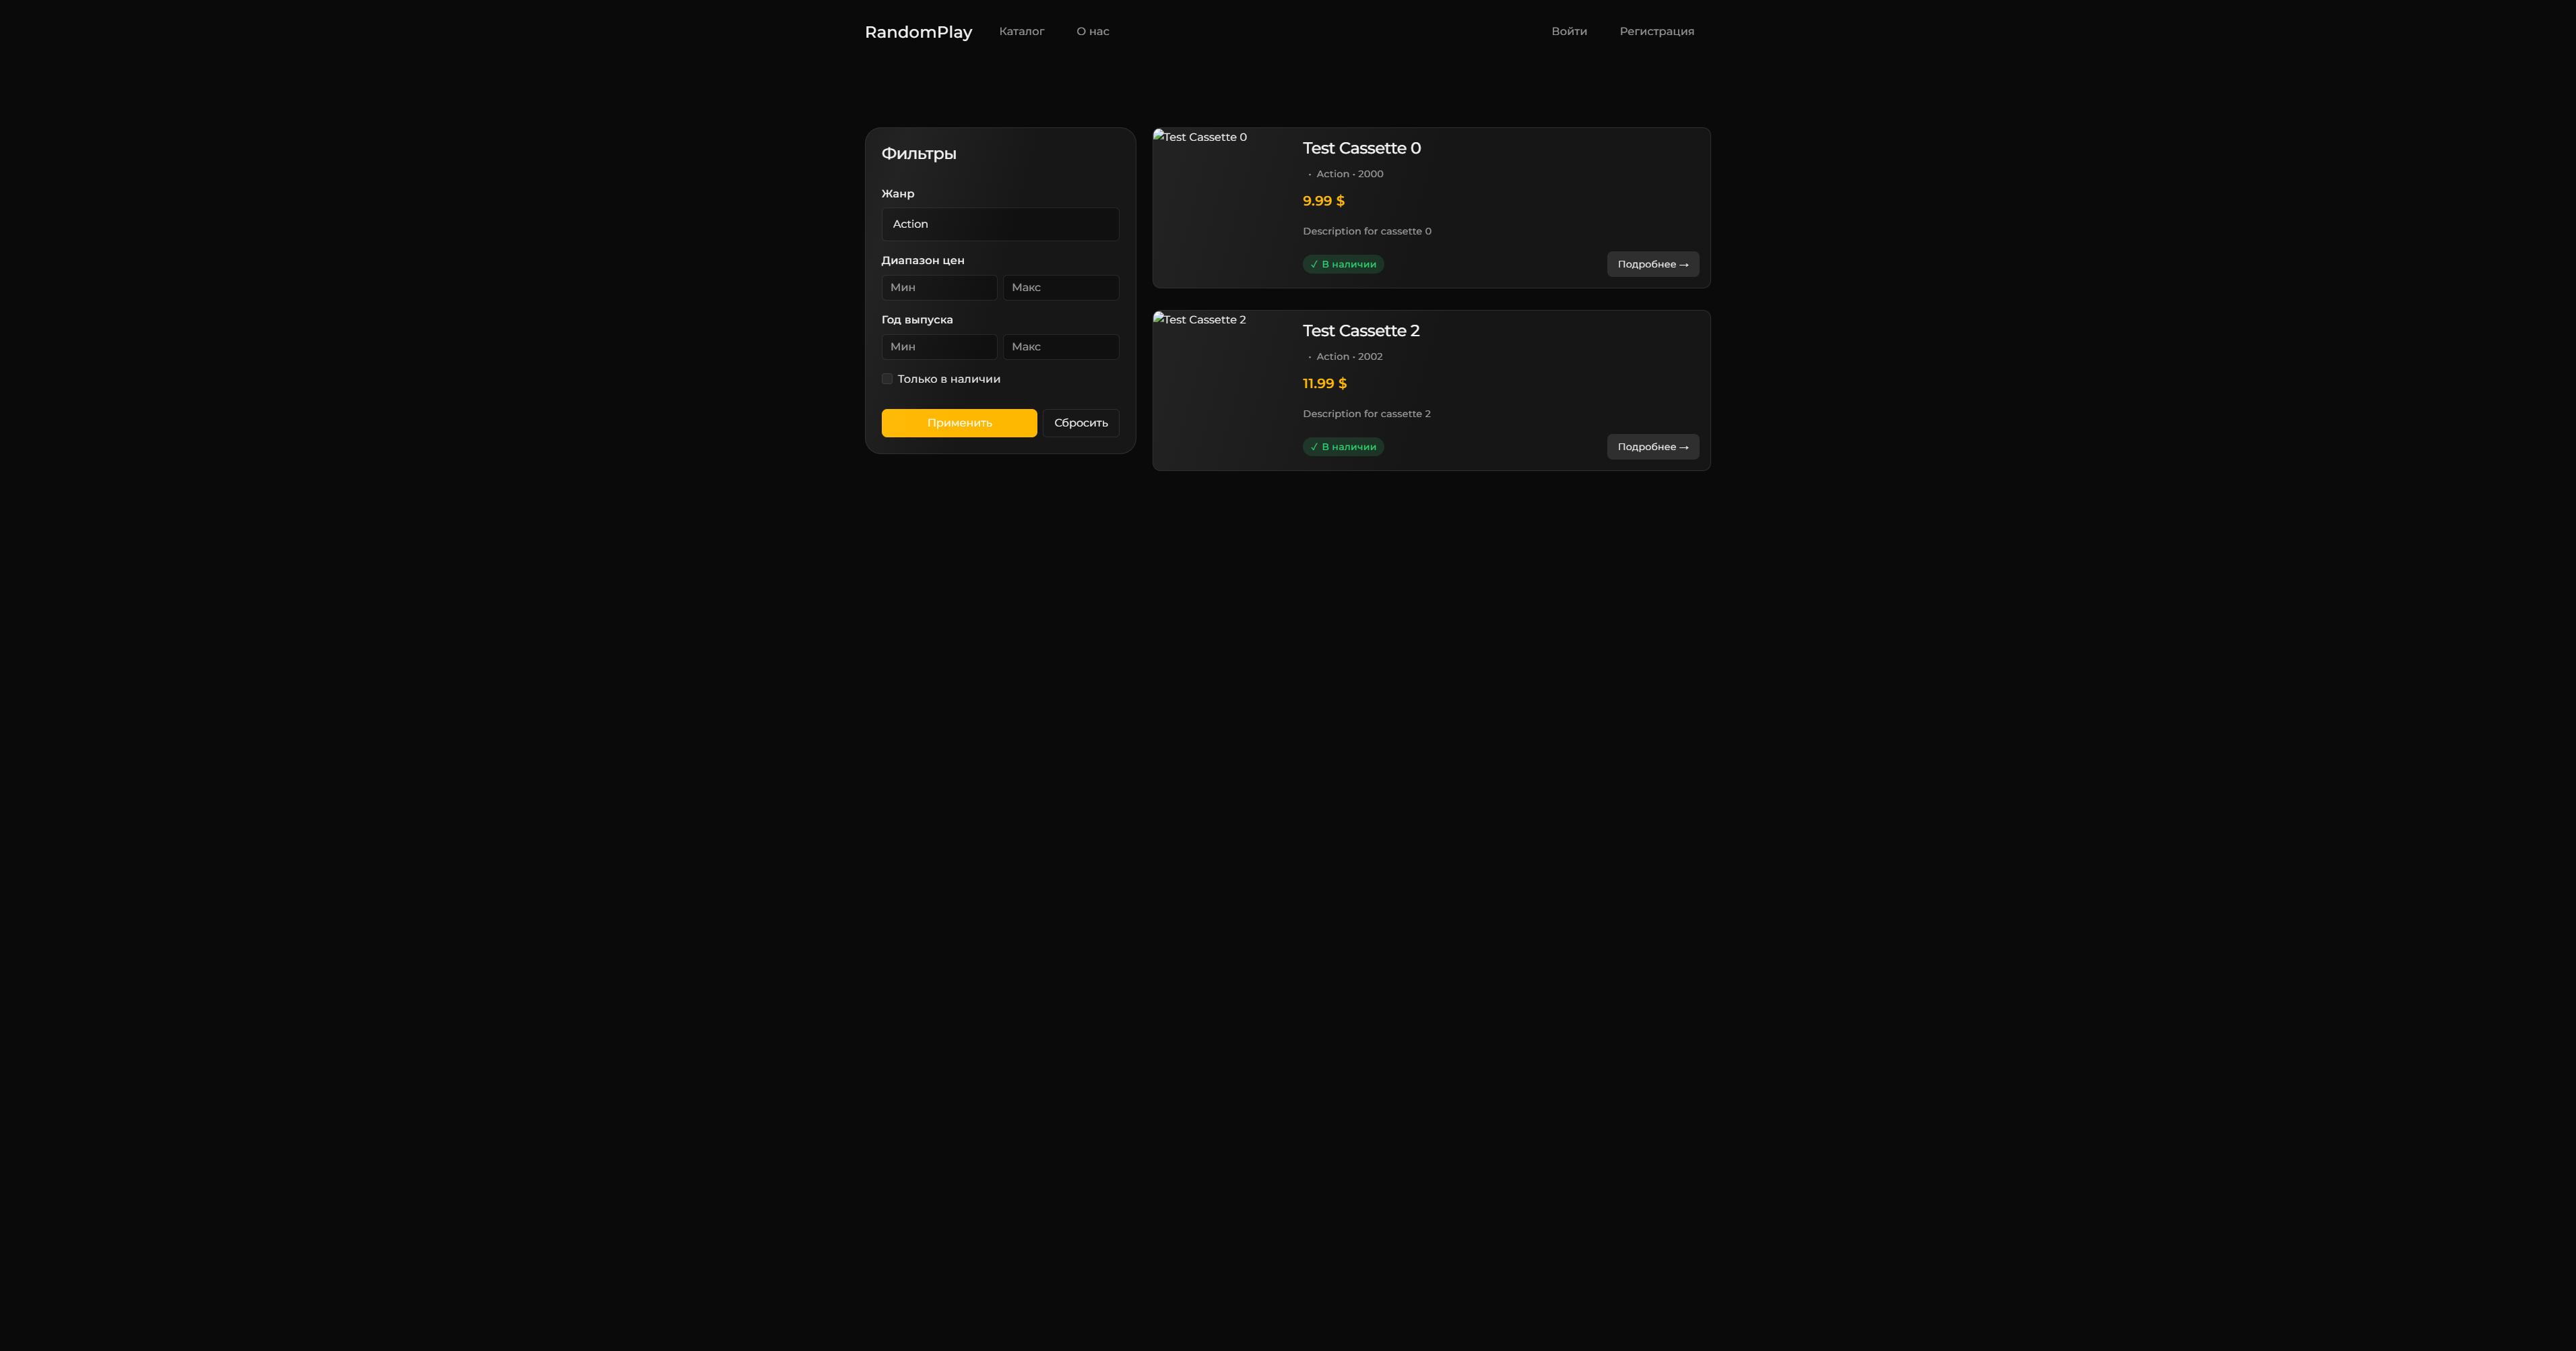 RandomPlay Каталог О нас Войти Регистрация
Фильтры
Жанр
Action
Диапазон цен
Мин Макс
Год выпуска
Мин Макс
Только в наличии
Применить Сбросить
Test Cassette 0
Test Cassette 0
• Action • 2000
9.99 $
Description for cassette 0
✓ В наличии Подробнее →
Test Cassette 2
Test Cassette 2
• Action • 2002
11.99 $
Description for cassette 2
✓ В наличии Подробнее →